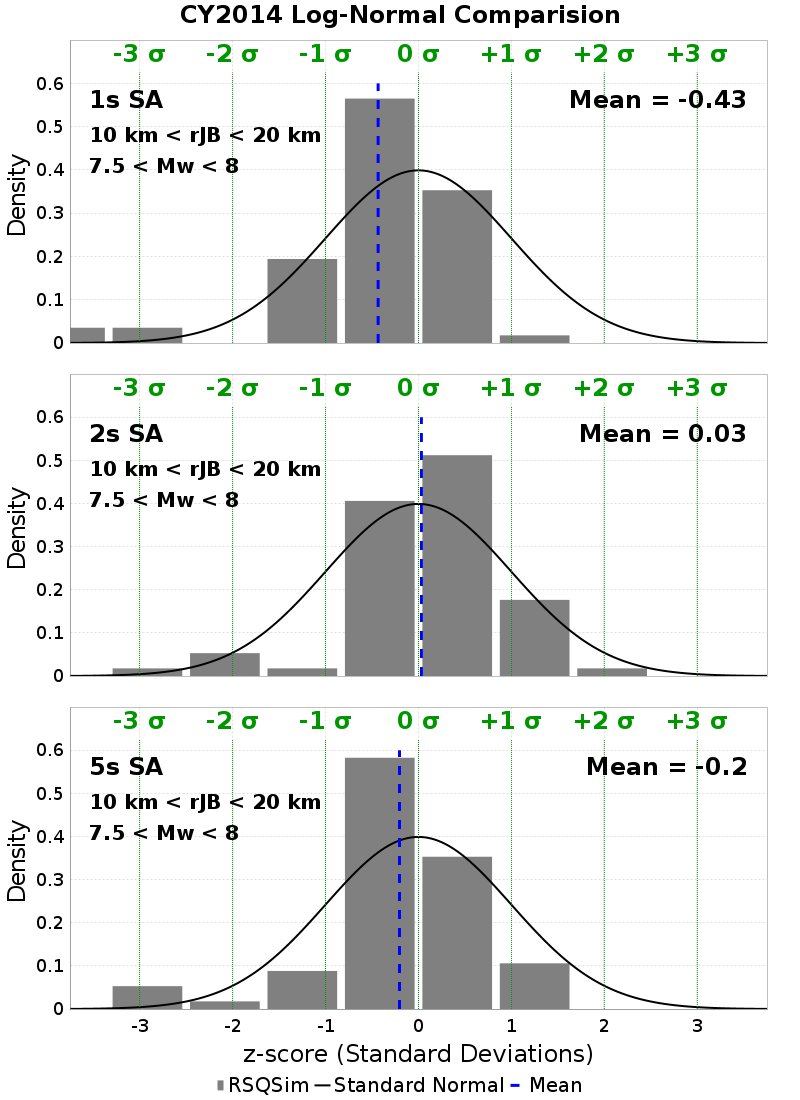 CY2014 Log-Normal Comparision
-3 σ -2 σ -1 σ 0 σ +1 σ +2 σ +3 σ
1s SA
Mean = -0.43
10 km < rJB < 20 km
7.5 < Mw < 8
0.6
0.5
0.4
0.3
0.2
0.1
0
Density
-3 σ -2 σ -1 σ 0 σ +1 σ +2 σ +3 σ
2s SA
Mean = 0.03
10 km < rJB < 20 km
7.5 < Mw < 8
0.6
0.5
0.4
0.3
0.2
0.1
0
Density
-3 σ -2 σ -1 σ 0 σ +1 σ +2 σ +3 σ
5s SA
Mean = -0.2
10 km < rJB < 20 km
7.5 < Mw < 8
0.6
0.5
0.4
0.3
0.2
0.1
0
Density
-3 -2 -1 0 1 2 3
z-score (Standard Deviations)
RSQSim Standard Normal Mean